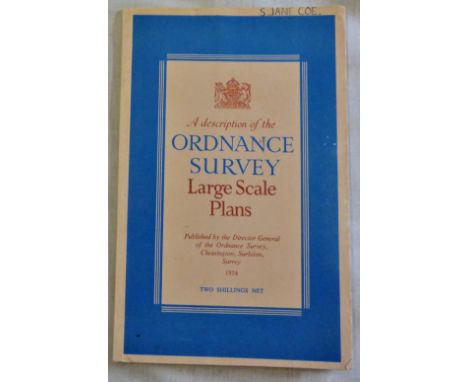 S JANE COE.
A description of the
ORDNANCE
SURVEY
Large Scale
Plans
Published by the Director General
of the Ordnance Survey,
Chessington, Surbiton,
Surrey
1954
TWO SHILLINGS NET